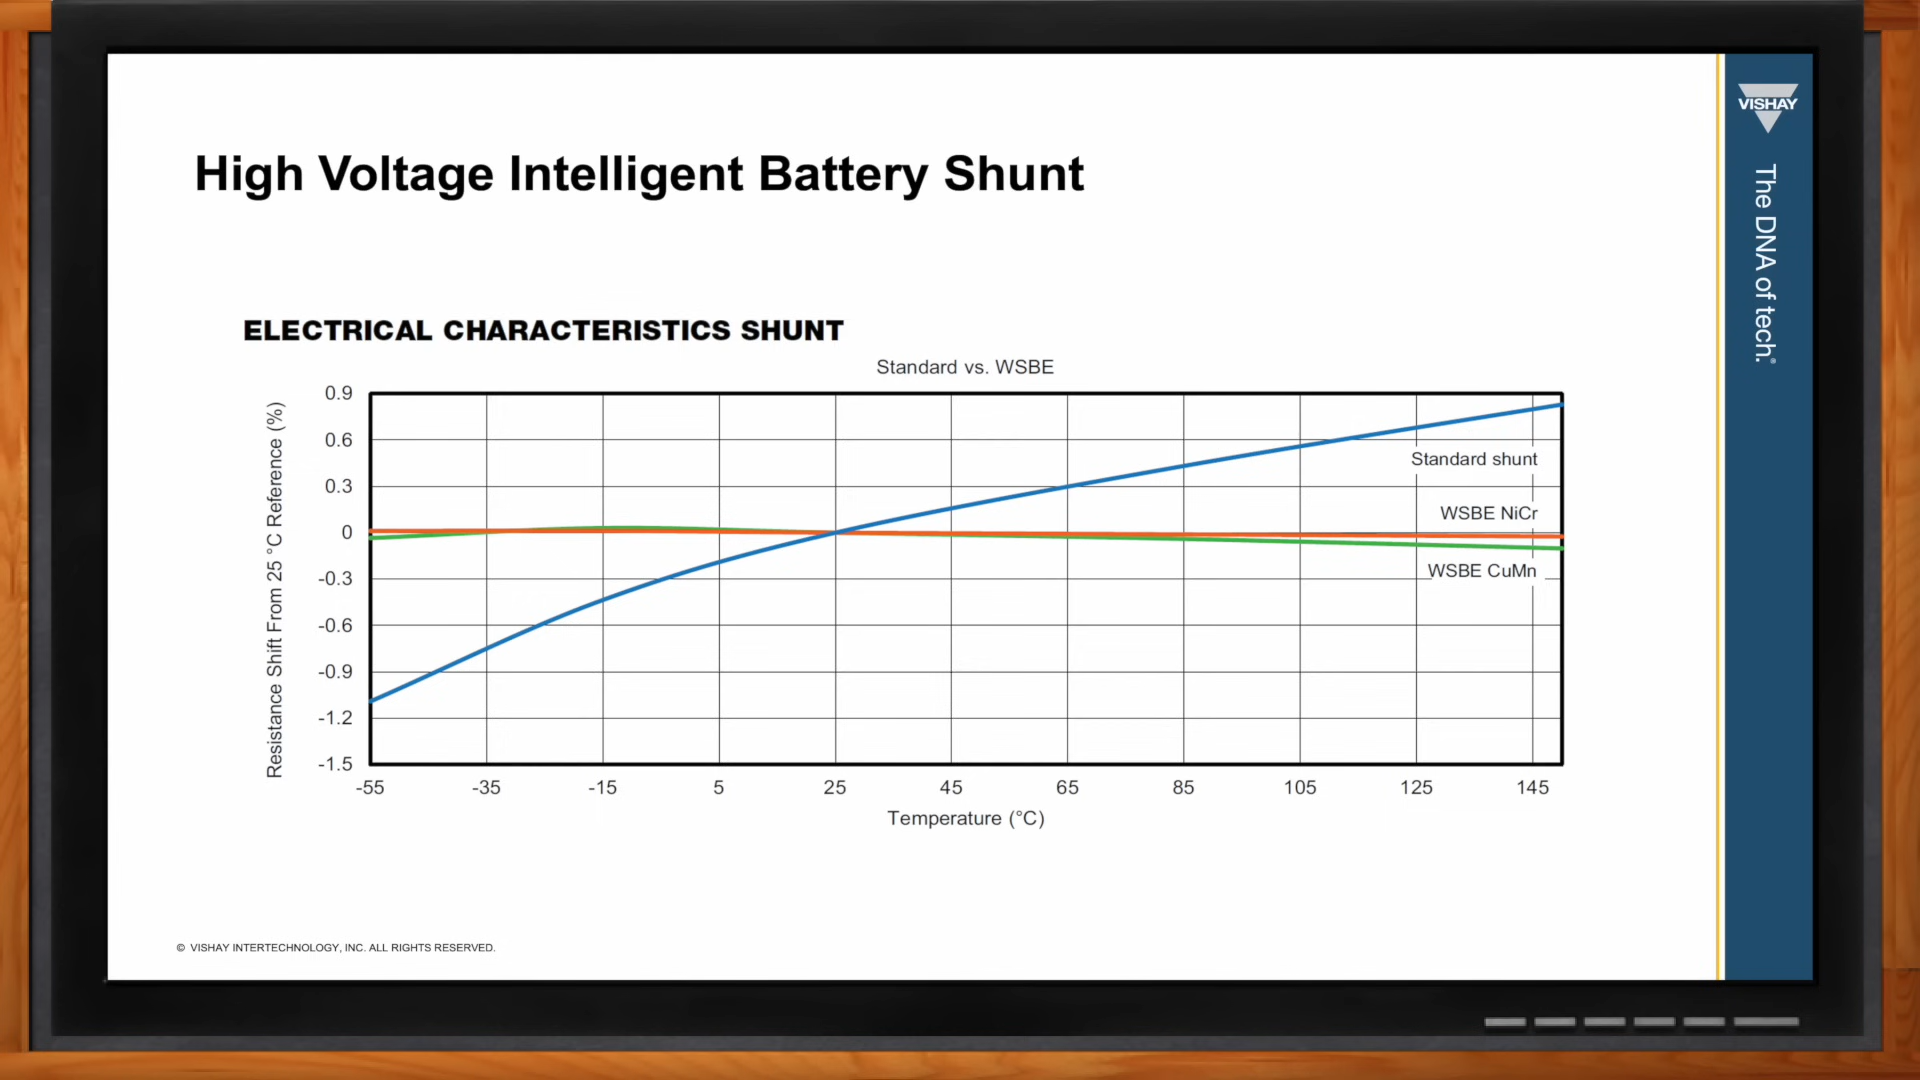 VISHAY
The DNA of tech.®
High Voltage Intelligent Battery Shunt
ELECTRICAL CHARACTERISTICS SHUNT
Standard vs. WSBE
Resistance Shift From 25 °C Reference (%)
0.9
0.6
0.3
0
-0.3
-0.6
-0.9
-1.2
-1.5
Standard shunt
WSBE NiCr
WSBE CuMn
-55 -35 -15 5 25 45 65 85 105 125 145
Temperature (°C)
© VISHAY INTERTECHNOLOGY, INC. ALL RIGHTS RESERVED.